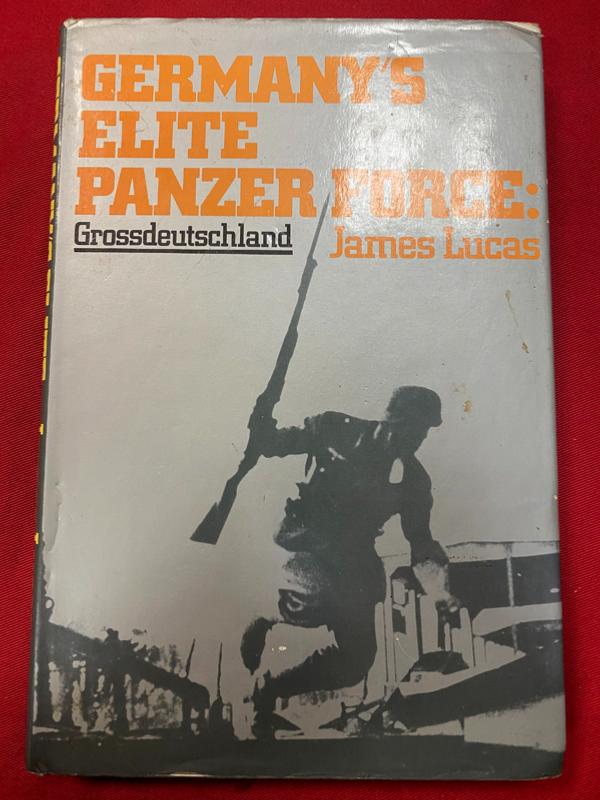 GERMANY'S
ELITE
PANZER FORCE:
Grossdeutschland James Lucas